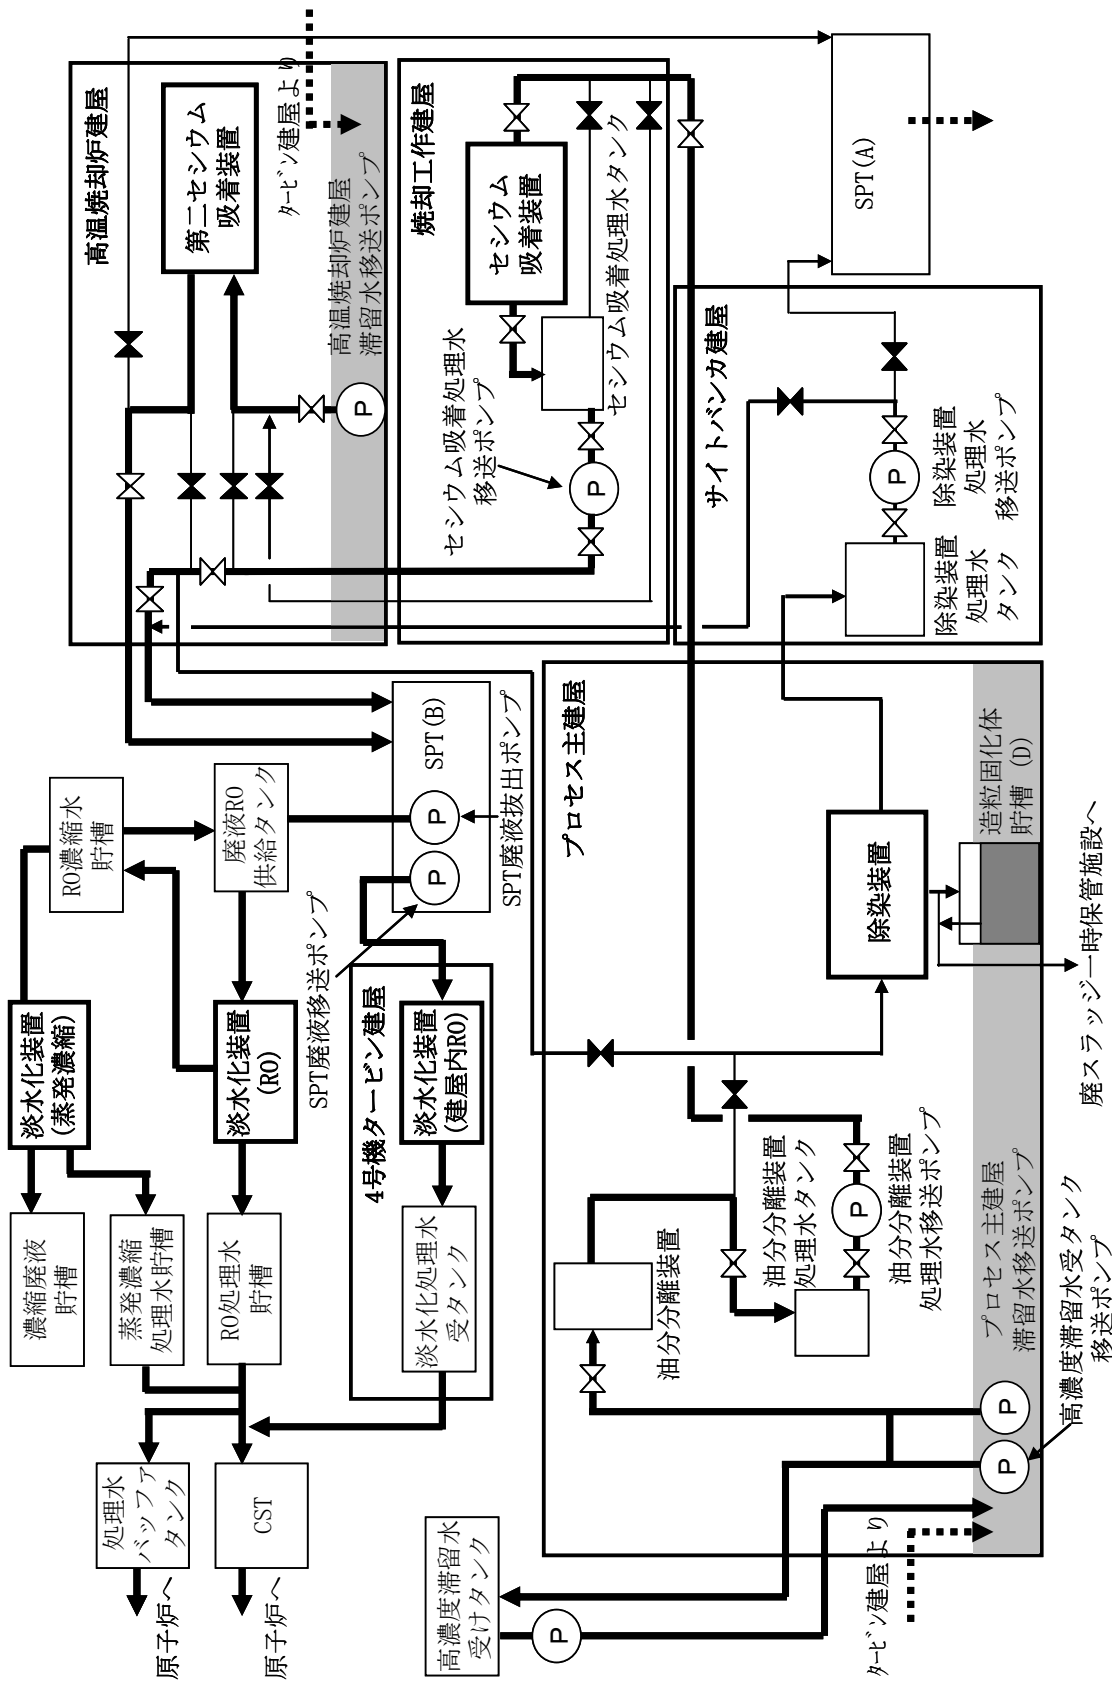 原子炉へ
処理水
バッファ
タンク
原子炉へ
CST
濃縮廃液
貯槽
蒸発濃縮
処理水貯槽
RO処理水
貯槽
淡水化装置
(蒸発濃縮)
淡水化装置
(RO)
RO濃縮水
貯槽
廃液RO
供給タンク
SPT廃液移送ポンプ
4号機タービン建屋
淡水化処理水
受タンク
淡水化装置
(建屋内RO)
SPT(B)
P
P
SPT廃液抜出ポンプ
高温焼却炉建屋
第二セシウム
吸着装置
タービン建屋より
高温焼却炉建屋
滞留水移送ポンプ
P
焼却工作建屋
セシウム
吸着装置
セシウム吸着処理水タンク
セシウム吸着処理水
移送ポンプ
P
サイトバンカ建屋
除染装置
処理水
タンク
除染装置
処理水
移送ポンプ
P
SPT(A)
高濃度滞留水
受けタンク
P
プロセス主建屋
油分分離装置
油分分離装置
処理水タンク
P
油分分離装置
処理水移送ポンプ
除染装置
造粒固化体
貯槽(D)
廃スラッジ一時保管施設へ
タービン建屋より
プロセス主建屋
滞留水移送ポンプ
P
P
高濃度滞留水受タンク
移送ポンプ